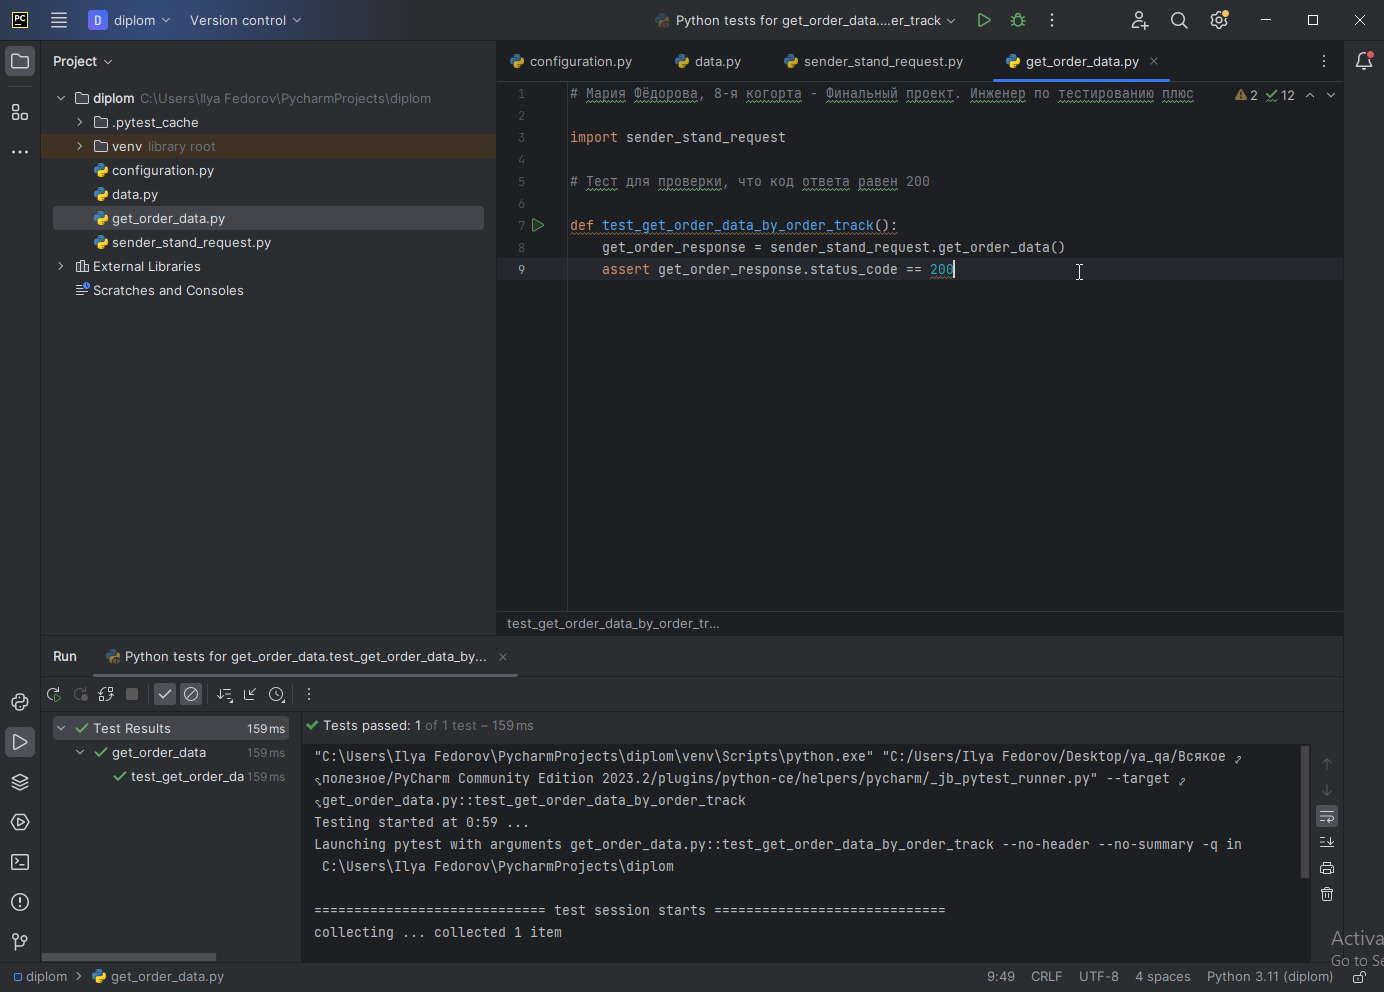 PC
D diplom
Version control
Python tests for get_order_data....er_track
Project
diplom C:\Users\Ilya Fedorov\PycharmProjects\diplom
.pytest_cache
venv library root
configuration.py
data.py
get_order_data.py
sender_stand_request.py
External Libraries
Scratches and Consoles
configuration.py
data.py
sender_stand_request.py
get_order_data.py
2
12
1 # Мария Фёдорова, 8-я когорта - Финальный проект. Инженер по тестированию плюс
2
3 import sender_stand_request
4
5 # Тест для проверки, что код ответа равен 200
6
7 def test_get_order_data_by_order_track():
8 get_order_response = sender_stand_request.get_order_data()
9 assert get_order_response.status_code == 200
test_get_order_data_by_order_tr...
Run
Python tests for get_order_data.test_get_order_data_by...
Test Results 159 ms
get_order_data 159 ms
test_get_order_da 159 ms
Tests passed: 1 of 1 test – 159 ms
"C:\Users\Ilya Fedorov\PycharmProjects\diplom\venv\Scripts\python.exe" "C:/Users/Ilya Fedorov/Desktop/ya_qa/Всякое
полезное/PyCharm Community Edition 2023.2/plugins/python-ce/helpers/pycharm/_jb_pytest_runner.py" --target
get_order_data.py::test_get_order_data_by_order_track
Testing started at 0:59 ...
Launching pytest with arguments get_order_data.py::test_get_order_data_by_order_track --no-header --no-summary -q in
C:\Users\Ilya Fedorov\PycharmProjects\diplom
============================= test session starts =============================
collecting ... collected 1 item
Activa
Go to Se
diplom
get_order_data.py
9:49
CRLF
UTF-8
4 spaces
Python 3.11 (diplom)